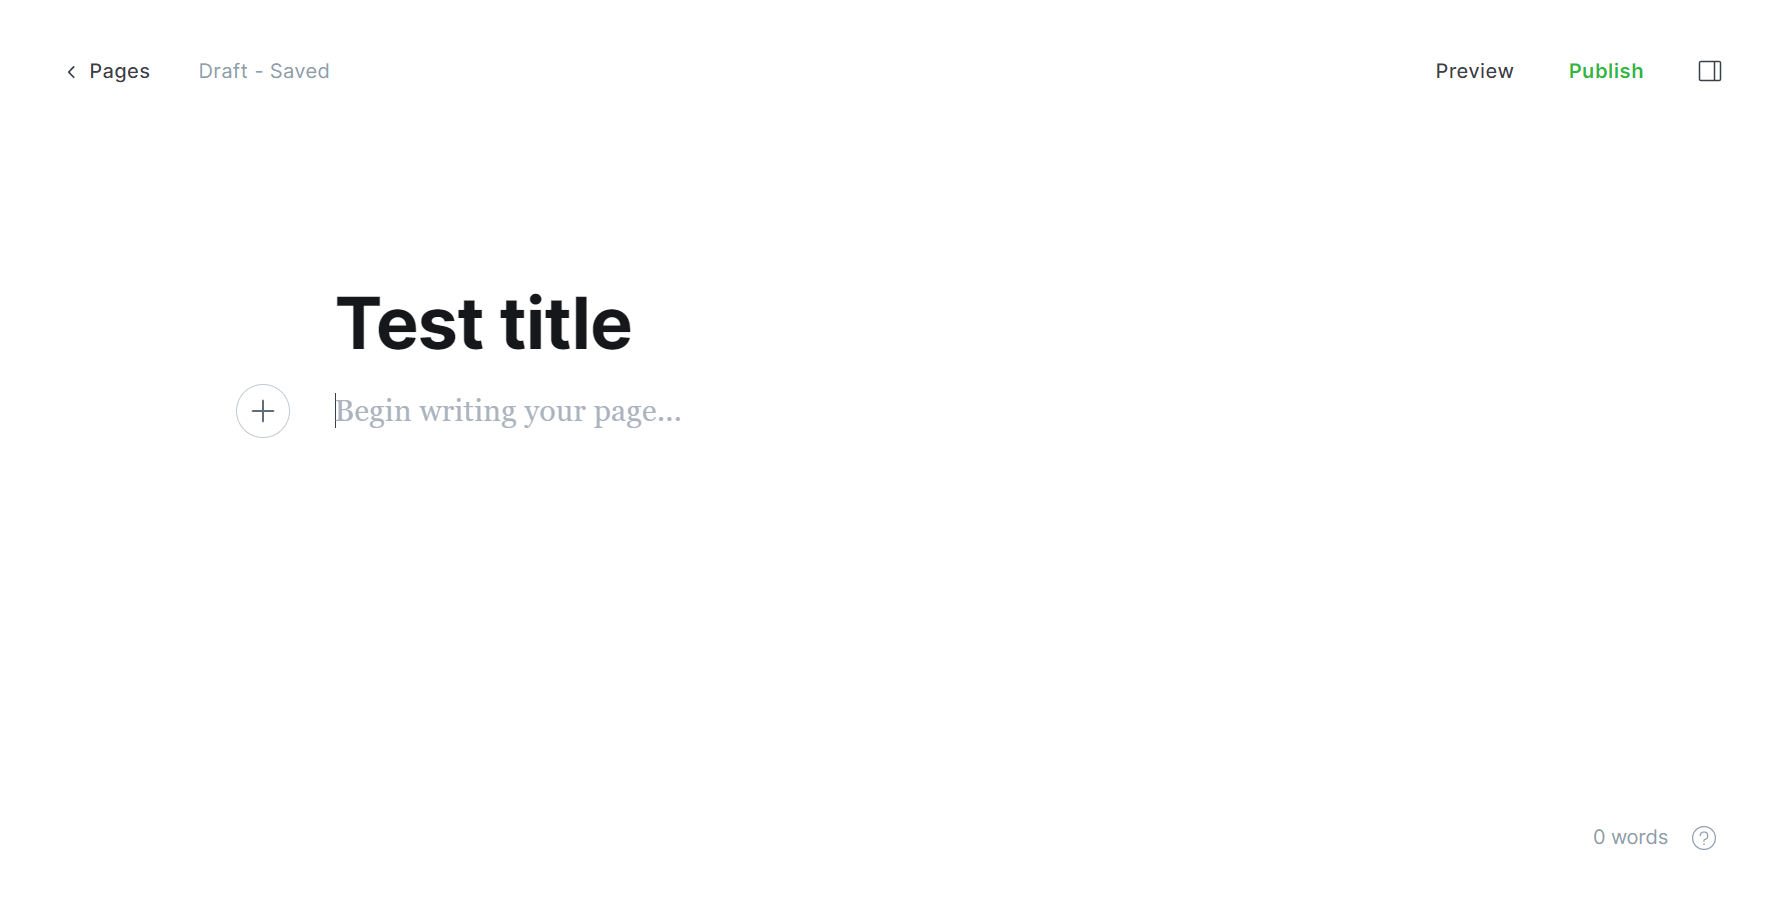 Pages
Draft - Saved
Preview
Publish
Test title
Begin writing your page...
0 words
?